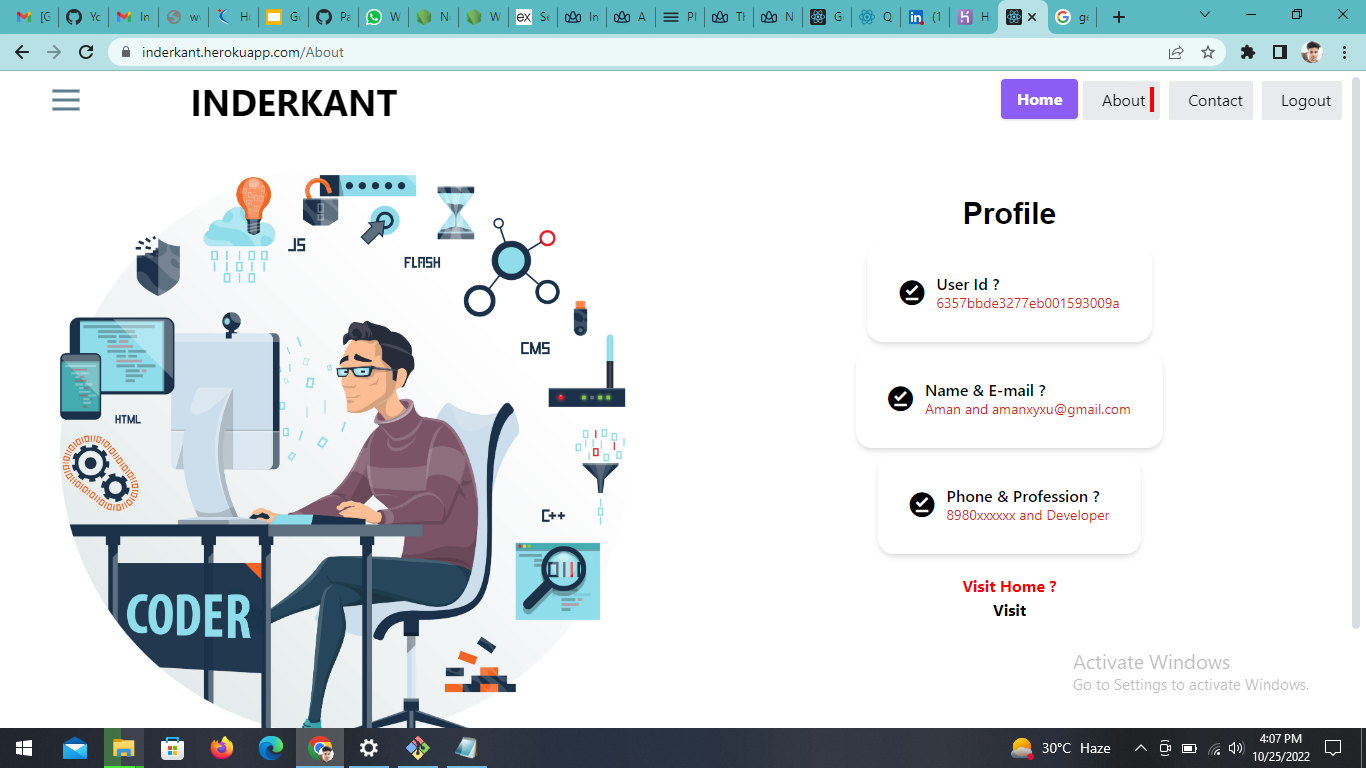 inderkant.herokuapp.com/About
INDERKANT
Home
About
Contact
Logout
JS
FLASH
CMS
HTML
C++
CODER
Profile
User Id ?
6357bbde3277eb001593009a
Name & E-mail ?
Aman and amanxyxu@gmail.com
Phone & Profession ?
8980xxxxxx and Developer
Visit Home ?
Visit
Activate Windows
Go to Settings to activate Windows.
30°C Haze
4:07 PM
10/25/2022